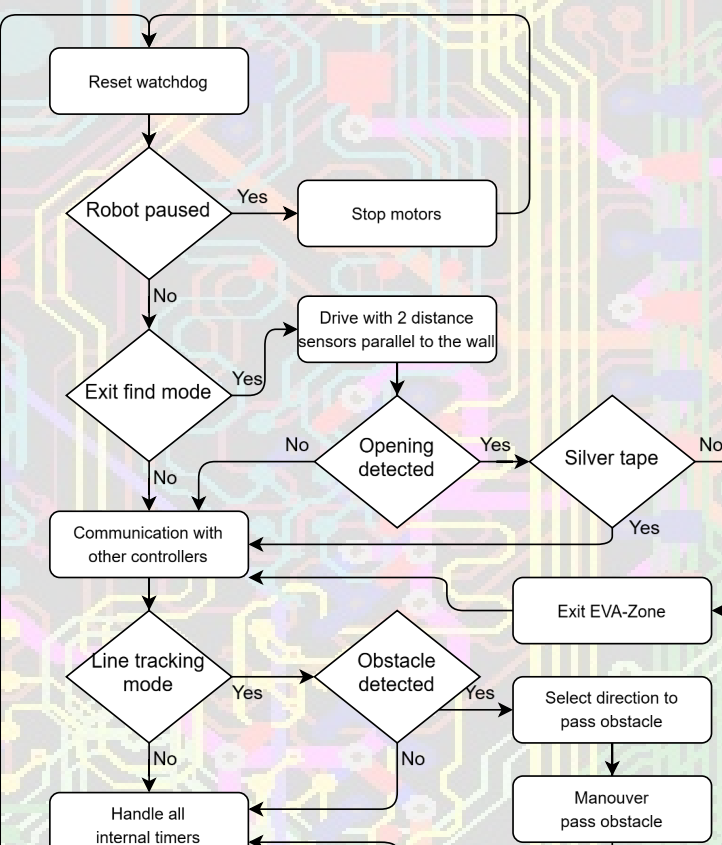 Reset watchdog
Robot paused
Yes
Stop motors
No
Drive with 2 distance
sensors parallel to the wall
Exit find mode
Yes
No
Opening
detected
No
Yes
Silver tape
No
Yes
Communication with
other controllers
Exit EVA-Zone
Line tracking
mode
Yes
Obstacle
detected
Yes
Select direction to
pass obstacle
No
No
Manouver
pass obstacle
Handle all
internal timers